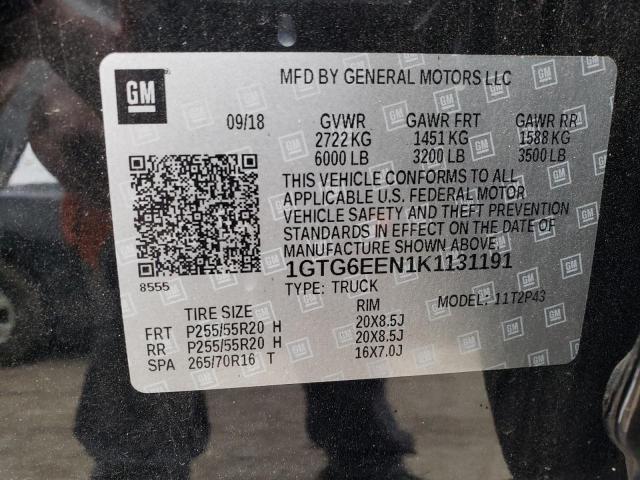 GM
MFD BY GENERAL MOTORS LLC
09/18 GVWR GAWR FRT GAWR RR
2722 KG 1451 KG 1588 KG
6000 LB 3200 LB 3500 LB
THIS VEHICLE CONFORMS TO ALL
APPLICABLE U.S. FEDERAL MOTOR
VEHICLE SAFETY AND THEFT PREVENTION
STANDARDS IN EFFECT ON THE DATE OF
MANUFACTURE SHOWN ABOVE.
1GTG6EEN1K1131191
8555
TYPE: TRUCK MODEL: 11T2P43
TIRE SIZE RIM
FRT P255/55R20 H 20X8.5J
RR P255/55R20 H 20X8.5J
SPA 265/70R16 T 16X7.0J